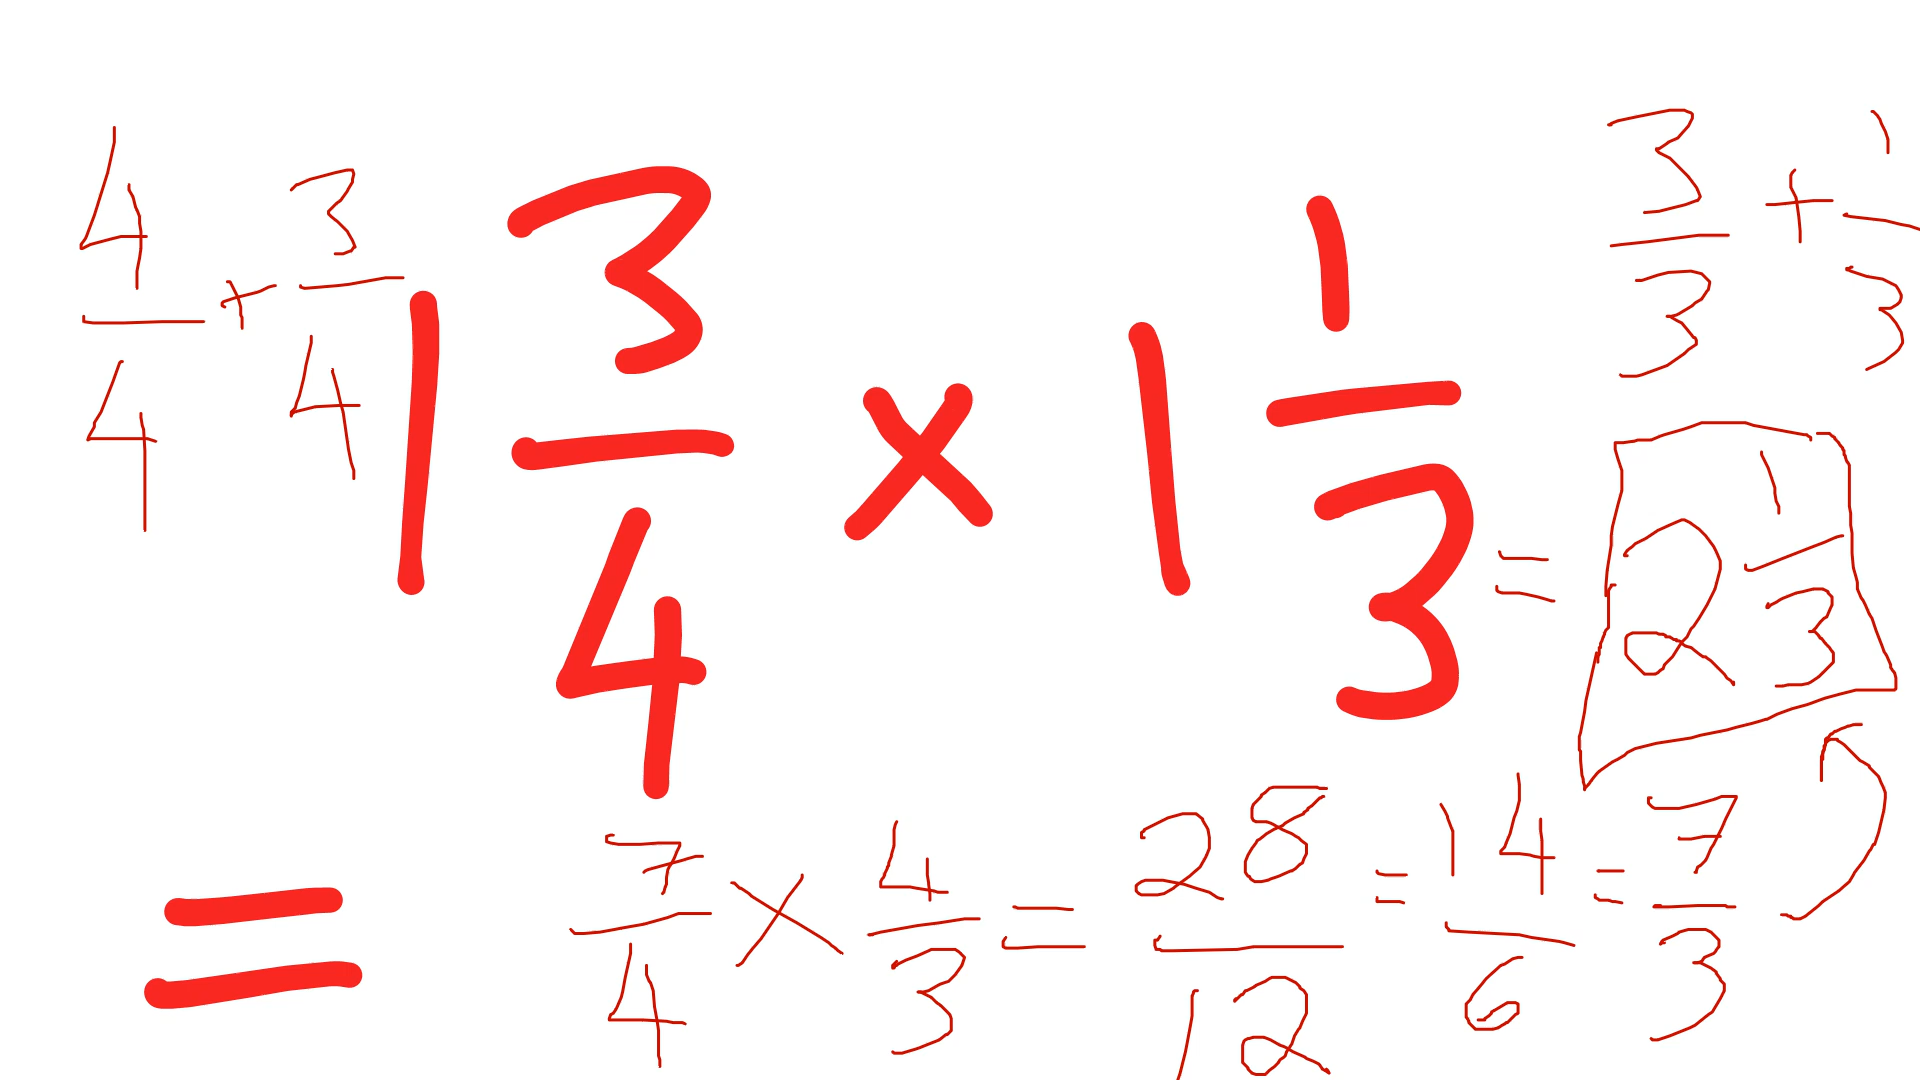 4/4 + 3/4
1 3/4 × 1 1/3 = 2 1/3
3/3 + 1/3
= 7/4 × 4/3 = 28/12 = 14/6 = 7/3